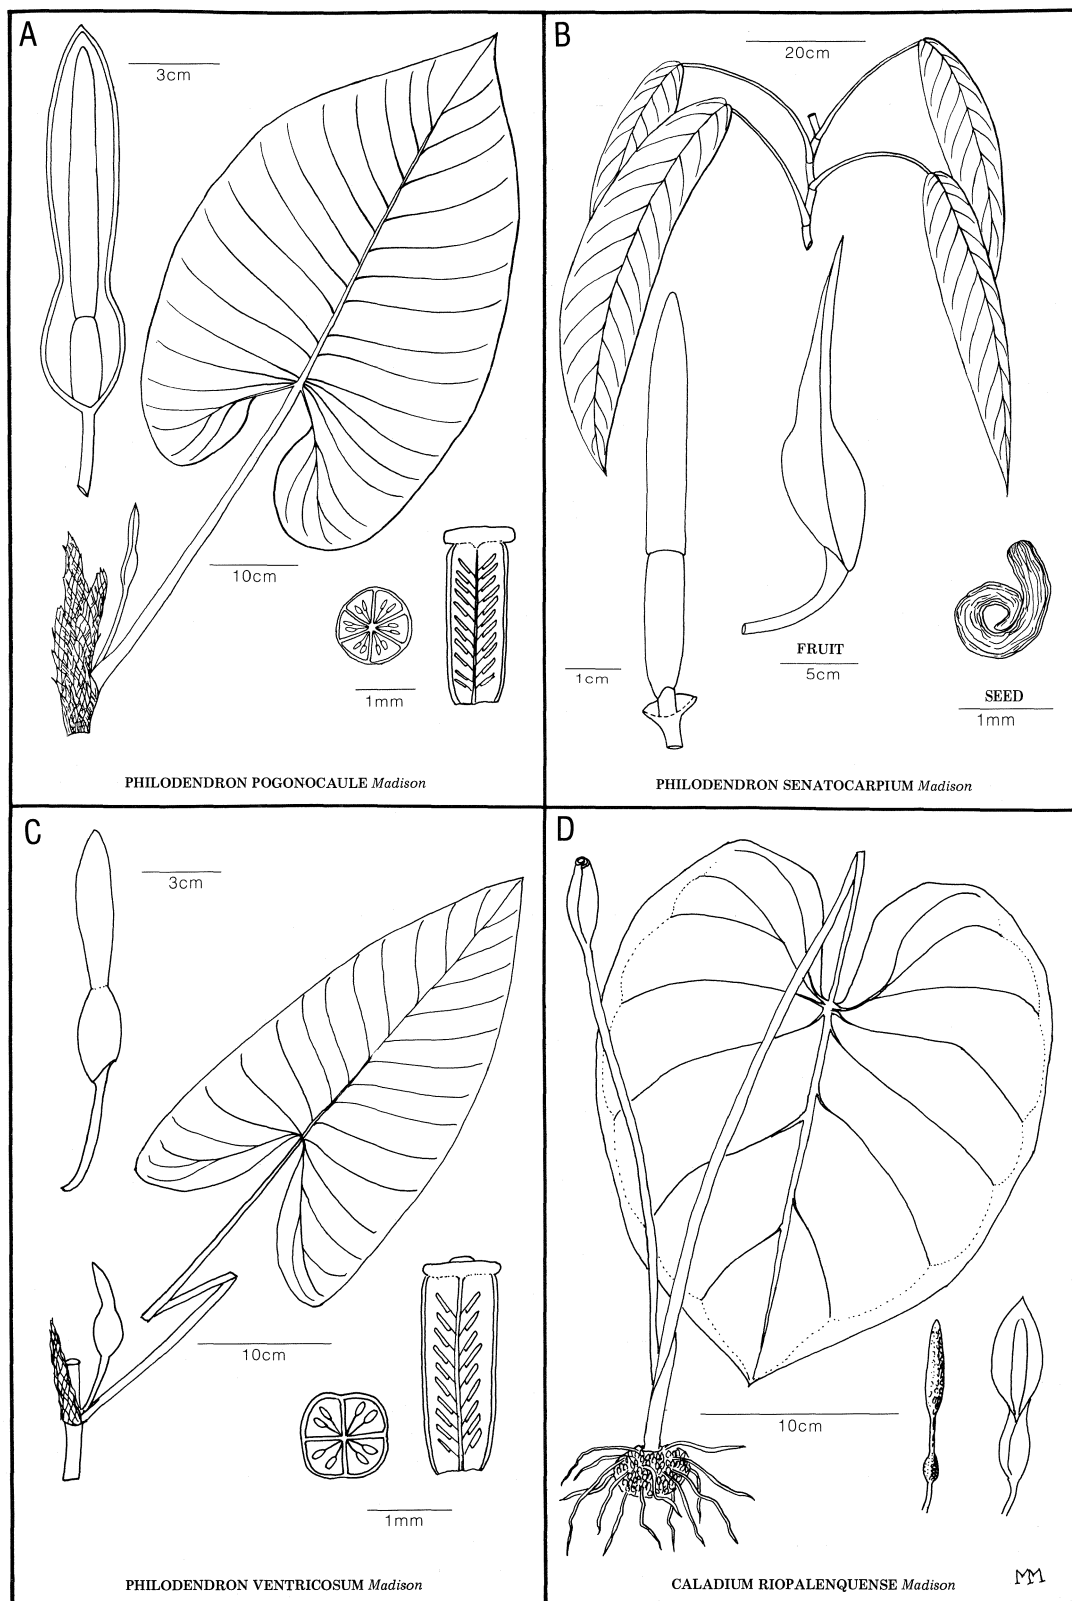 A
3cm
10cm
1mm
PHILODENDRON POGONOCAULE Madison
B
20cm
1cm
FRUIT
5cm
SEED
1mm
PHILODENDRON SENATOCARPIUM Madison
C
3cm
10cm
1mm
PHILODENDRON VENTRICOSUM Madison
D
10cm
CALADIUM RIOPALENQUENSE Madison
MM